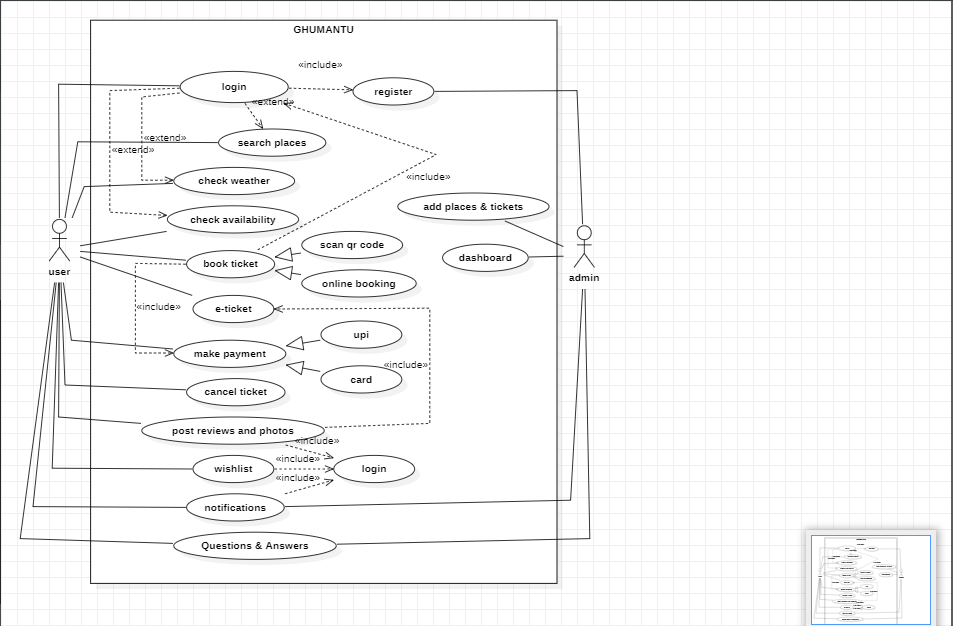 GHUMANTU
«include»
login
register
«extend»
«extend»
search places
«extend»
check weather
«include»
add places & tickets
check availability
scan qr code
book ticket
dashboard
user
admin
online booking
«include»
e-ticket
upi
make payment
«include»
card
cancel ticket
post reviews and photos
«include»
«include»
wishlist
login
«include»
notifications
Questions & Answers